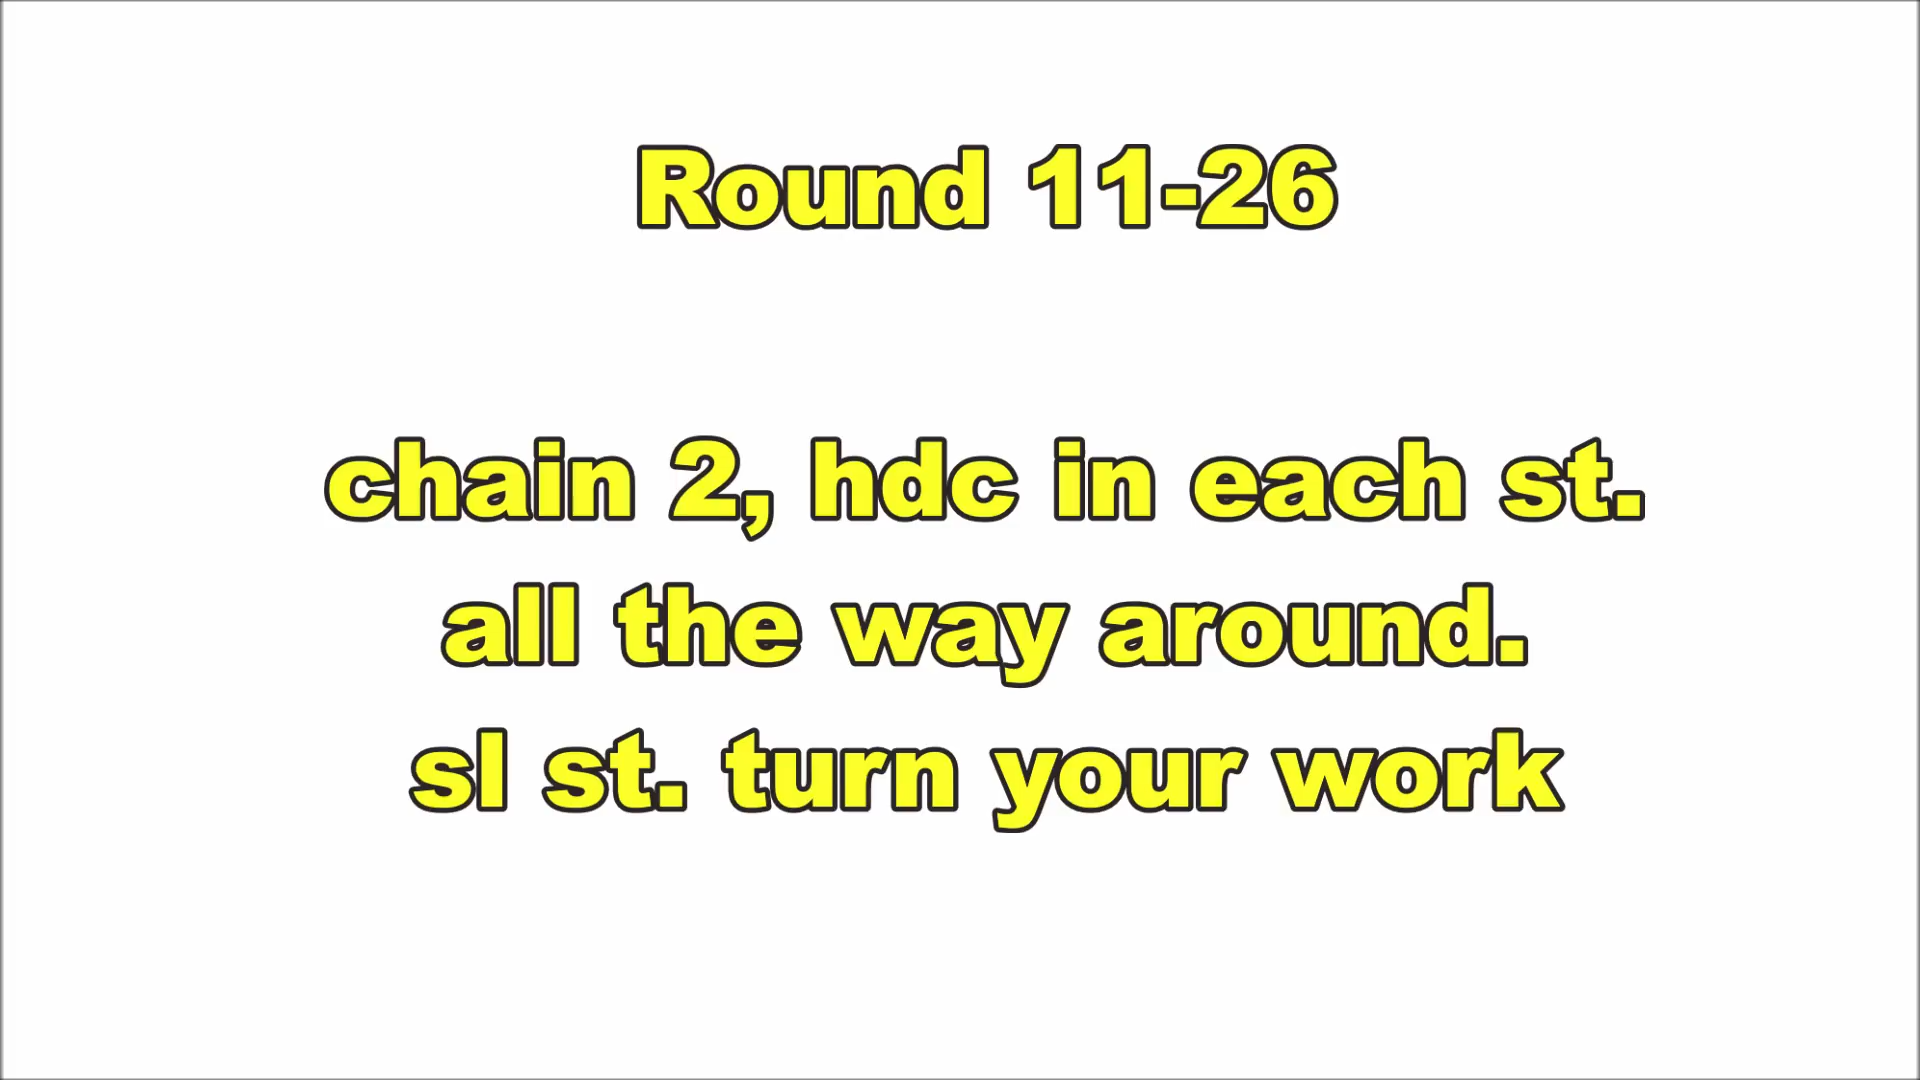 Round 11-26
chain 2, hdc in each st.
all the way around.
sl st. turn your work